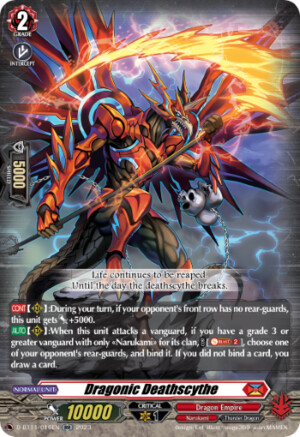 2
GRADE
INTERCEPT
5000
SHIELD
Life continues to be reaped
Until the day the deathscythe breaks.
CONT【】:During your turn, if your opponent's front row has no rear-guards,
this unit gets +5000.
AUTO【】:When this unit attacks a vanguard, if you have a grade 3 or
greater vanguard with only «Narukami» for its clan, choose one
of your opponent's rear-guards, and bind it. If you did not bind a card, you
draw a card.
NORMAL UNIT
Dragonic Deathscythe
POWER 10000
CRITICAL
1
Dragon Empire
Narukami
Thunder Dragon